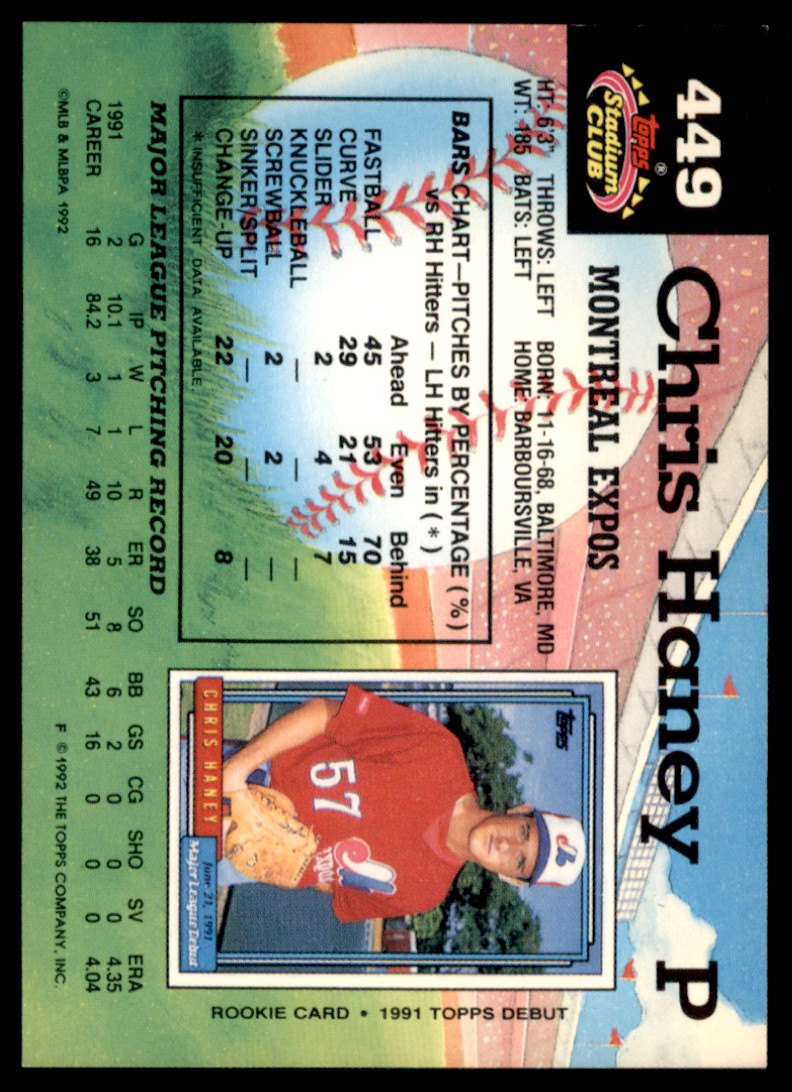 449
Topps®
Stadium
CLUB
Chris Haney P
MONTREAL EXPOS
HT: 6'3" THROWS: LEFT BORN: 11-16-68, BALTIMORE, MD
WT: 185 BATS: LEFT HOME: BARBOURSVILLE, VA
BARS CHART—PITCHES BY PERCENTAGE (%)
vs RH Hitters — LH Hitters in (*)
Ahead Even Behind
FASTBALL 45 53 70
CURVE 29 21 15
SLIDER 2 4 7
KNUCKLEBALL — — —
SCREWBALL 2 2 —
SINKER/SPLIT — — —
CHANGE-UP 22 20 8
* INSUFFICIENT DATA AVAILABLE.
MAJOR LEAGUE PITCHING RECORD
G IP W L R ER SO BB GS CG SHO SV ERA
1991 2 10.1 1 1 10 5 8 6 2 0 0 0 4.35
CAREER 16 84.2 3 7 49 38 51 43 16 0 0 0 4.04
©MLB & MLBPA 1992
F ©1992 THE TOPPS COMPANY, INC.
Topps
57
EXPOS
CHRIS HANEY
June 21, 1991
Major League Debut
ROOKIE CARD • 1991 TOPPS DEBUT